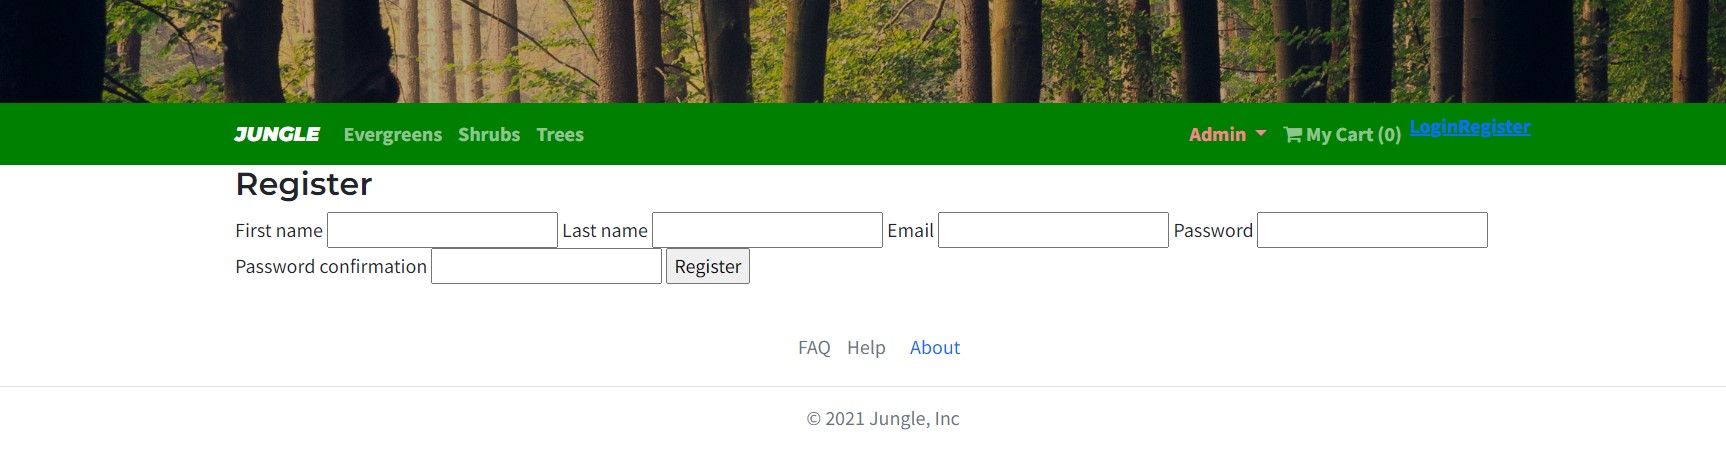 JUNGLE Evergreens Shrubs Trees Admin My Cart (0) LoginRegister
Register
First name Last name Email Password
Password confirmation Register
FAQ Help About
© 2021 Jungle, Inc